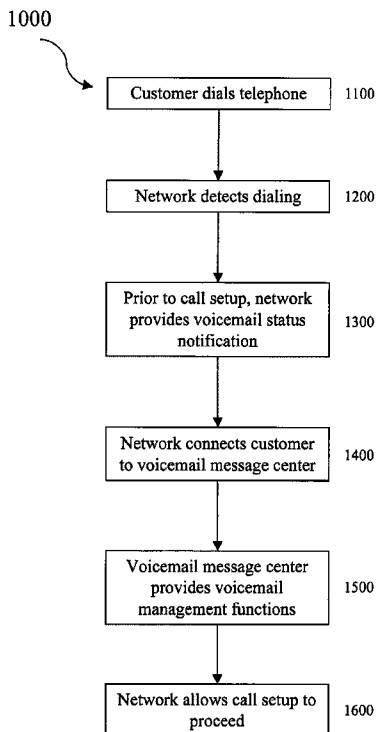 1000
Customer dials telephone
1100
Network detects dialing
1200
Prior to call setup, network
provides voicemail status
notification
1300
Network connects customer
to voicemail message center
1400
Voicemail message center
provides voicemail
management functions
1500
Network allows call setup to
proceed
1600